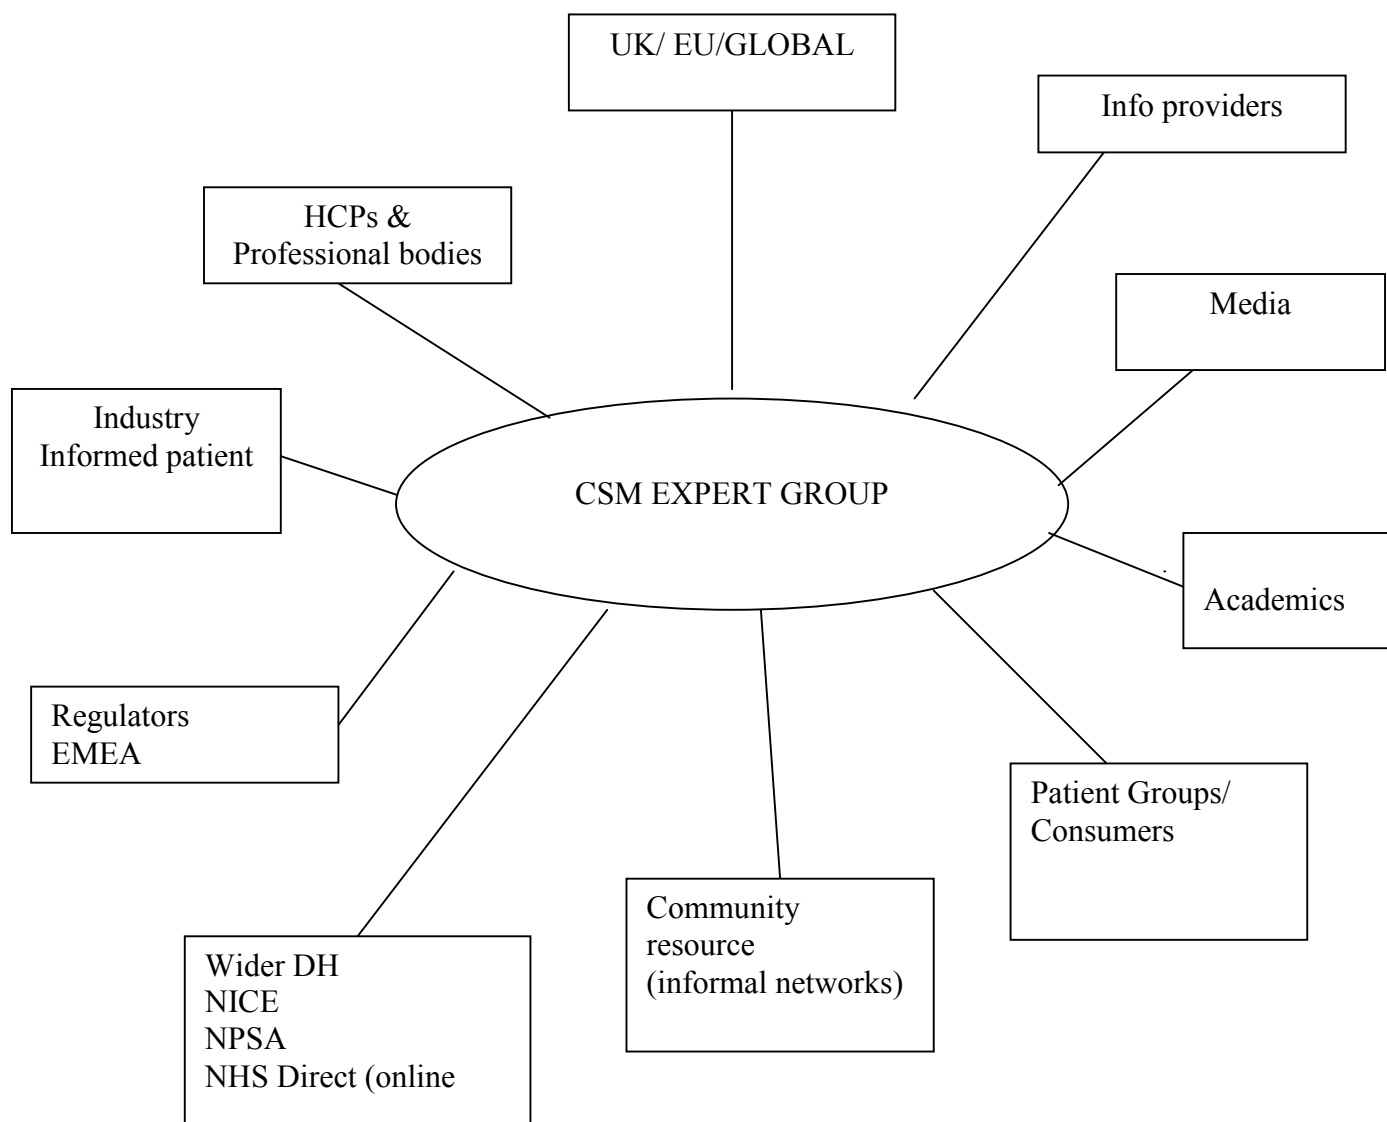 UK/ EU/GLOBAL
Info providers
HCPs &
Professional bodies
Media
Industry
Informed patient
CSM EXPERT GROUP
Academics
Regulators
EMEA
Patient Groups/
Consumers
Community
resource
(informal networks)
Wider DH
NICE
NPSA
NHS Direct (online